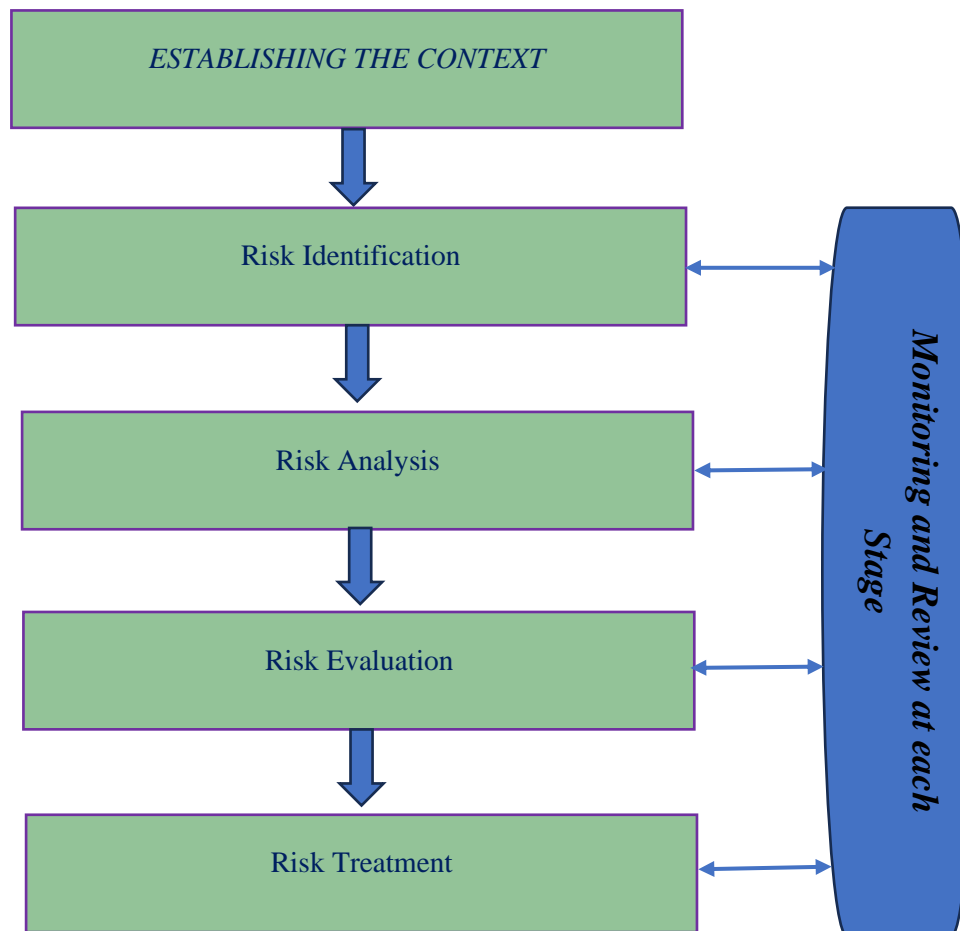 ESTABLISHING THE CONTEXT
Risk Identification
Risk Analysis
Risk Evaluation
Risk Treatment
Monitoring and Review at each
Stage